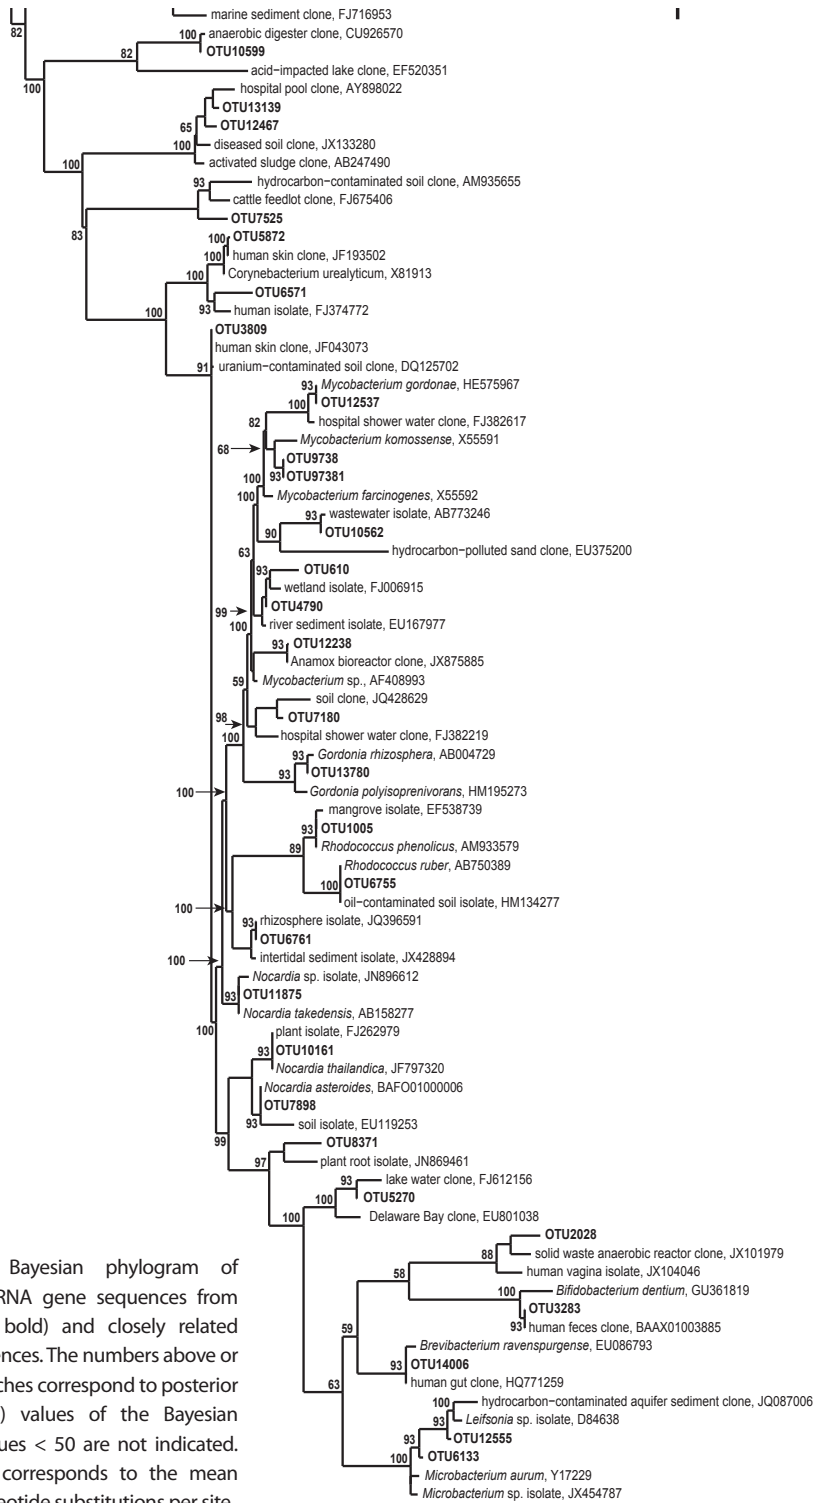 marine sediment clone, FJ716953
82
anaerobic digester clone, CU926570
100
OTU10599
82
acid−impacted lake clone, EF520351
100
hospital pool clone, AY898022
OTU13139
OTU12467
65
diseased soil clone, JX133280
100
activated sludge clone, AB247490
100
hydrocarbon−contaminated soil clone, AM935655
93
cattle feedlot clone, FJ675406
OTU7525
83
OTU5872
100
human skin clone, JF193502
100
Corynebacterium urealyticum, X81913
100
OTU6571
human isolate, FJ374772
93
100
OTU3809
human skin clone, JF043073
uranium−contaminated soil clone, DQ125702
91
Mycobacterium gordonae, HE575967
93
OTU12537
100
hospital shower water clone, FJ382617
82
Mycobacterium komossense, X55591
68
OTU9738
OTU97381
93
100
Mycobacterium farcinogenes, X55592
100
wastewater isolate, AB773246
93
OTU10562
90
hydrocarbon−polluted sand clone, EU375200
63
OTU610
93
wetland isolate, FJ006915
OTU4790
99
river sediment isolate, EU167977
100
OTU12238
93
Anamox bioreactor clone, JX875885
Mycobacterium sp., AF408993
59
soil clone, JQ428629
OTU7180
98
hospital shower water clone, FJ382219
100
Gordonia rhizosphera, AB004729
93
OTU13780
93
Gordonia polyisoprenivorans, HM195273
100
mangrove isolate, EF538739
OTU1005
93
Rhodococcus phenolicus, AM933579
89
Rhodococcus ruber, AB750389
OTU6755
100
oil−contaminated soil isolate, HM134277
100
rhizosphere isolate, JQ396591
93
OTU6761
intertidal sediment isolate, JX428894
100
Nocardia sp. isolate, JN896612
OTU11875
93
Nocardia takedensis, AB158277
100
plant isolate, FJ262979
OTU10161
93
Nocardia thailandica, JF797320
Nocardia asteroides, BAFO01000006
OTU7898
soil isolate, EU119253
93
99
OTU8371
plant root isolate, JN869461
97
lake water clone, FJ612156
93
OTU5270
100
Delaware Bay clone, EU801038
100
OTU2028
solid waste anaerobic reactor clone, JX101979
88
human vagina isolate, JX104046
58
Bifidobacterium dentium, GU361819
100
OTU3283
human feces clone, BAAX01003885
93
59
Brevibacterium ravenspurgense, EU086793
OTU14006
93
human gut clone, HQ771259
63
hydrocarbon−contaminated aquifer sediment clone, JQ087006
100
Leifsonia sp. isolate, D84638
93
OTU12555
93
OTU6133
100
Microbacterium aurum, Y17229
Microbacterium sp. isolate, JX454787
Bayesian phylogram of
RNA gene sequences from
bold) and closely related
ences. The numbers above or
ches correspond to posterior
) values of the Bayesian
ues < 50 are not indicated.
corresponds to the mean
eotide substitutions per site.